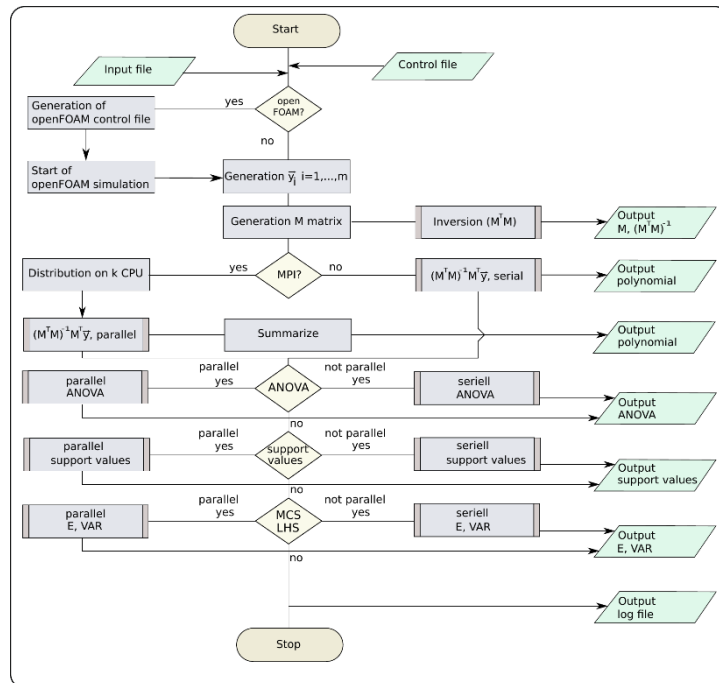 Start
Input file
Control file
open
FOAM?
yes
no
Generation of
openFOAM control file
Start of
openFOAM simulation
Generation y̅ᵢ i=1,...,m
Generation M matrix
Inversion (MᵀM)
Output
M, (MᵀM)⁻¹
Distribution on k CPU
yes
MPI?
no
(MᵀM)⁻¹Mᵀy̅, serial
Output
polynomial
(MᵀM)⁻¹Mᵀy̅, parallel
Summarize
Output
polynomial
parallel
ANOVA
parallel
yes
ANOVA
not parallel
yes
seriell
ANOVA
no
Output
ANOVA
parallel
support values
parallel
yes
support
values
not parallel
yes
seriell
support values
no
Output
support values
parallel
E, VAR
parallel
yes
MCS
LHS
not parallel
yes
seriell
E, VAR
no
Output
E, VAR
Output
log file
Stop